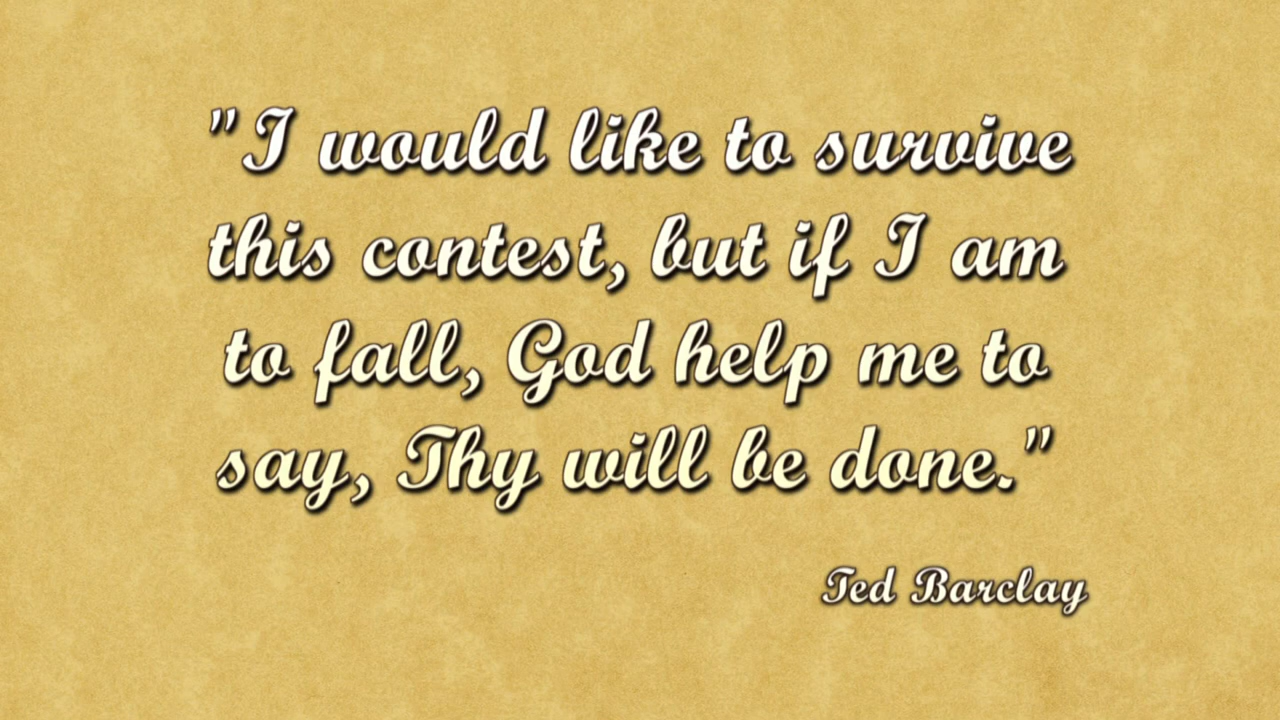 "I would like to survive
this contest, but if I am
to fall, God help me to
say, Thy will be done."
Ted Barclay